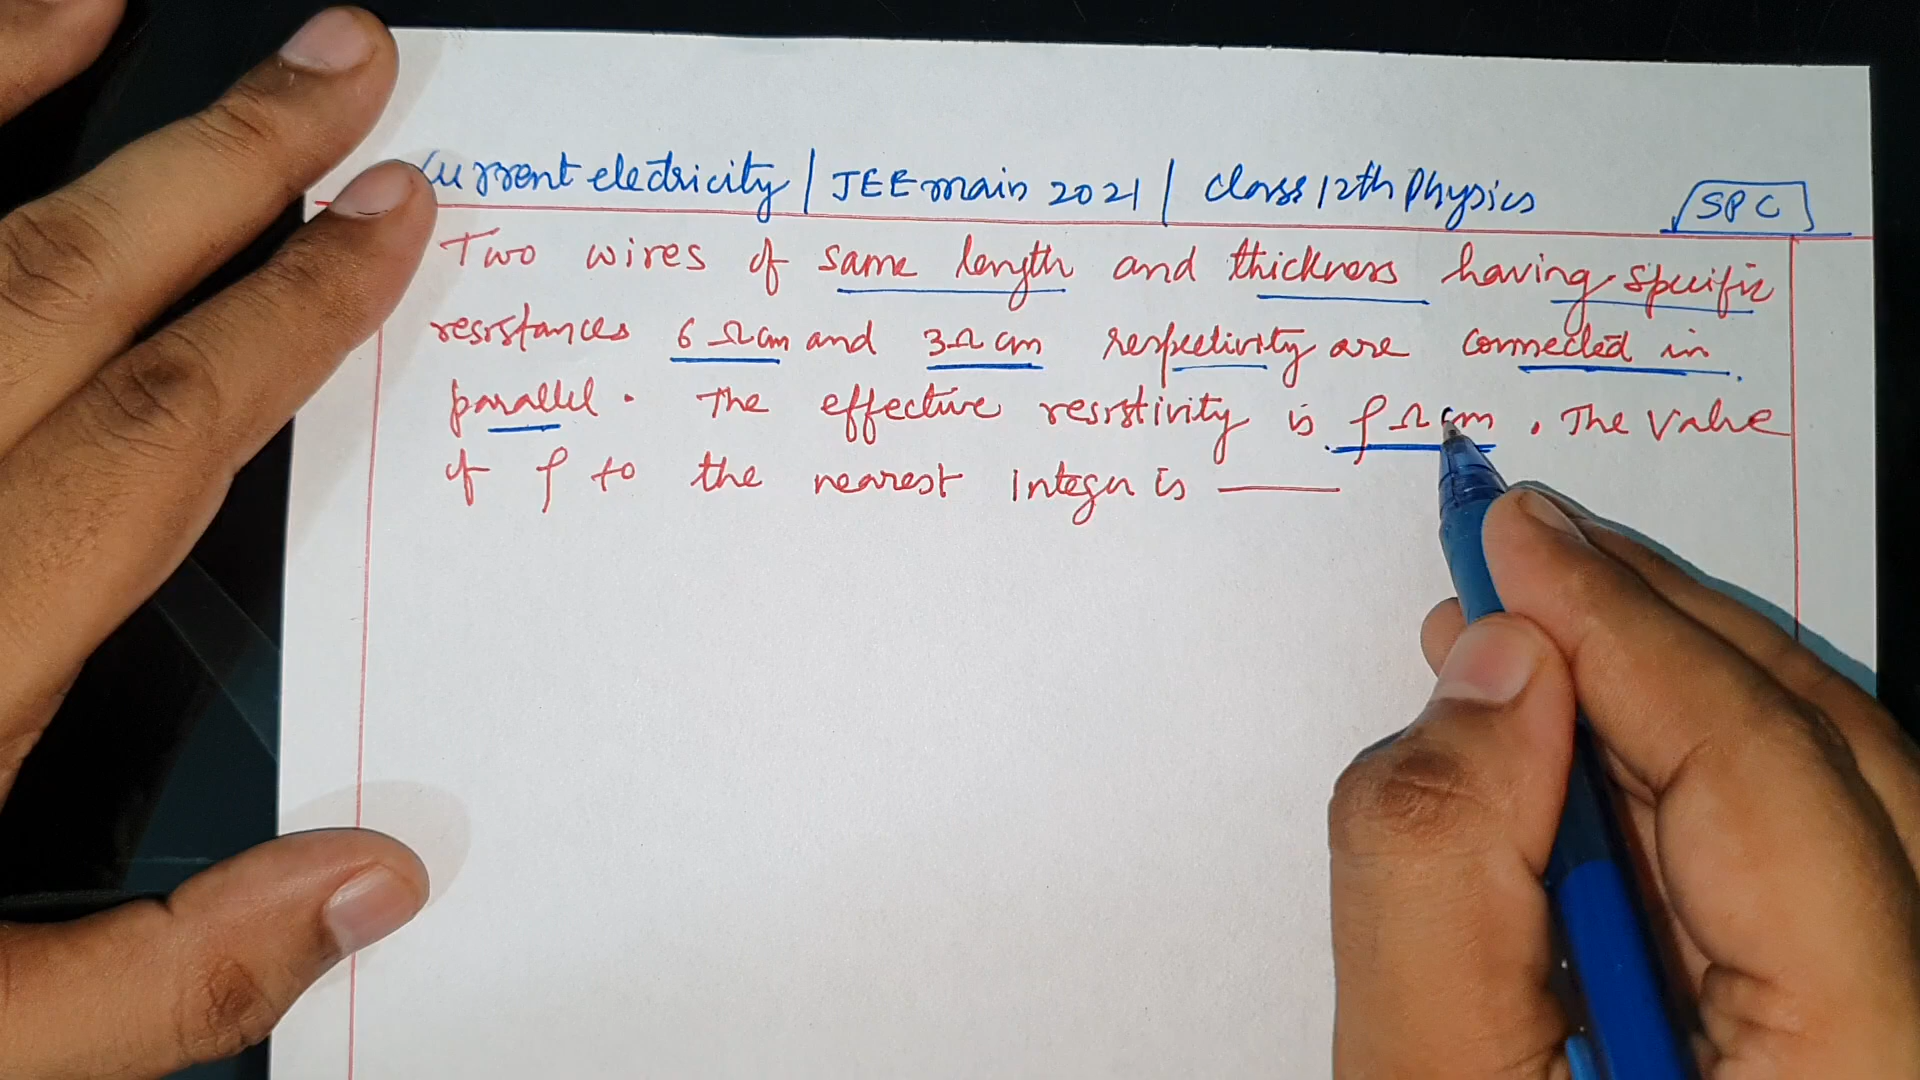 Current electricity | JEE main 2021 | class 12th Physics
SPC
Two wires of same length and thickness having specific
resistances 6 Ω cm and 3 Ω cm respectivity are connected in
parallel. The effective resistivity is ρ Ω cm. The value
of ρ to the nearest integer is ____